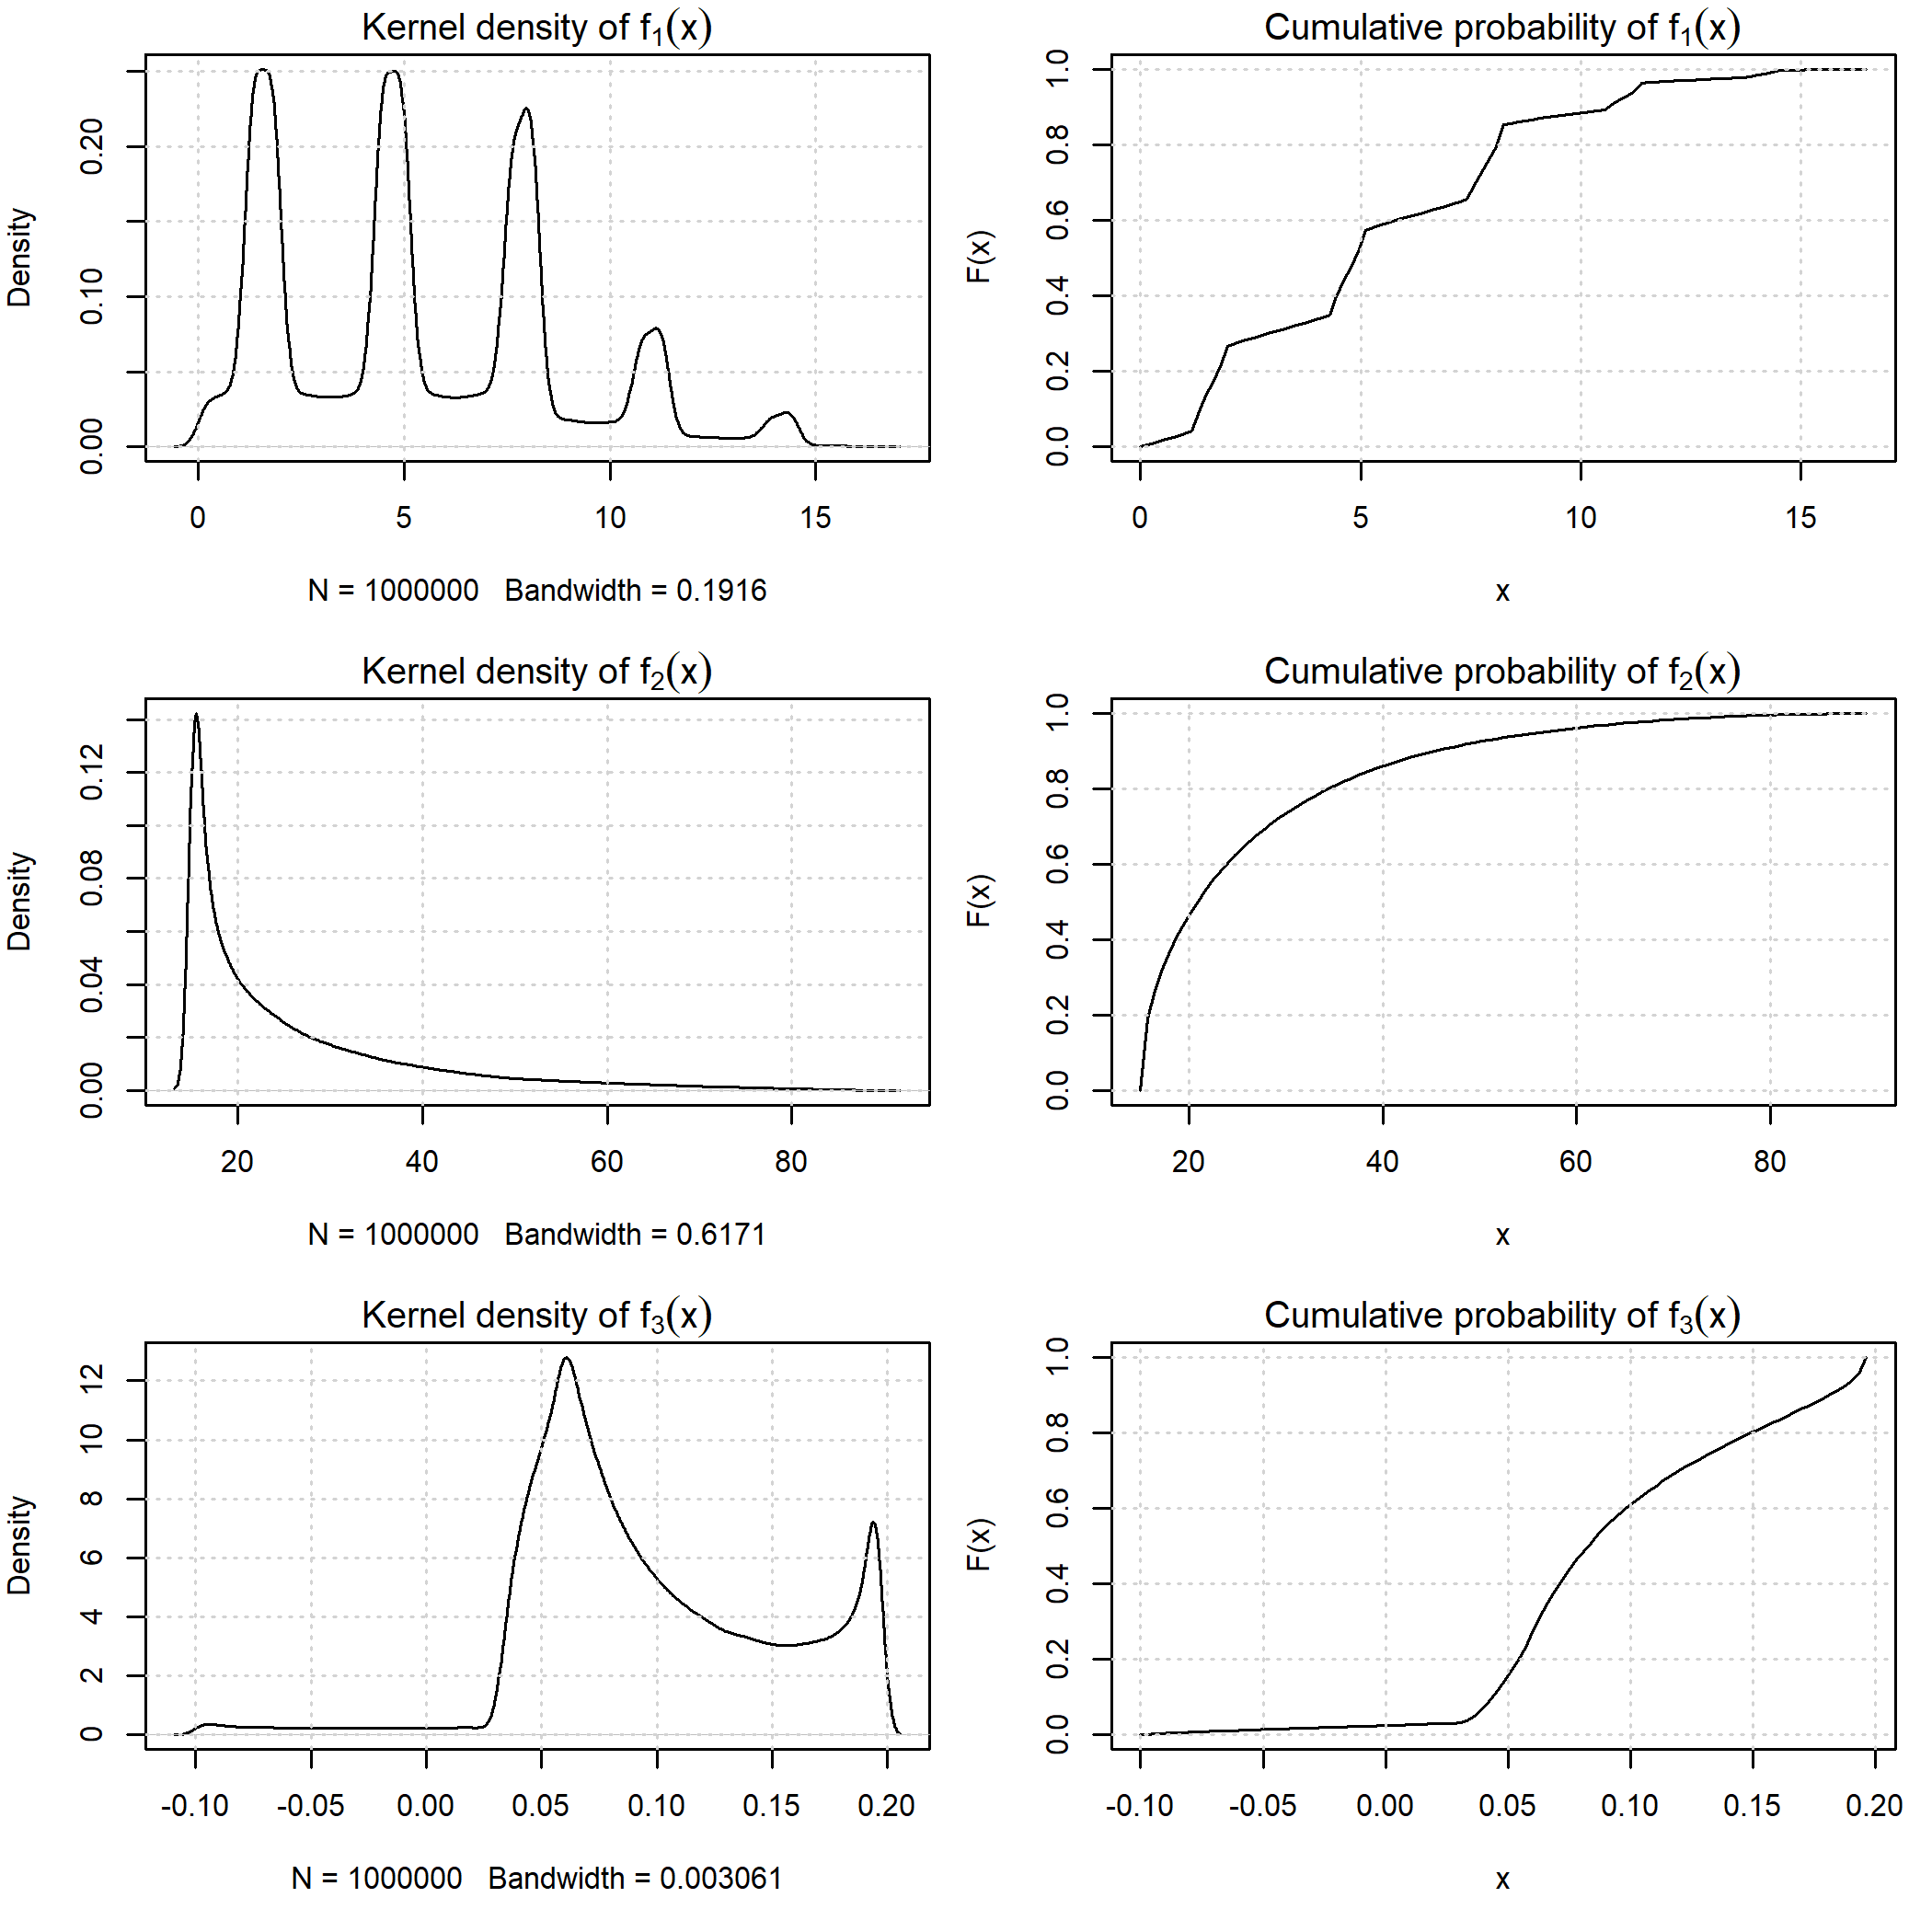 Kernel density of f1(x)
Density
0.00 0.10 0.20
0 5 10 15
N = 1000000 Bandwidth = 0.1916
Cumulative probability of f1(x)
F(x)
0.0 0.2 0.4 0.6 0.8 1.0
0 5 10 15
x
Kernel density of f2(x)
Density
0.00 0.04 0.08 0.12
20 40 60 80
N = 1000000 Bandwidth = 0.6171
Cumulative probability of f2(x)
F(x)
0.0 0.2 0.4 0.6 0.8 1.0
20 40 60 80
x
Kernel density of f3(x)
Density
0 2 4 6 8 10 12
-0.10 -0.05 0.00 0.05 0.10 0.15 0.20
N = 1000000 Bandwidth = 0.003061
Cumulative probability of f3(x)
F(x)
0.0 0.2 0.4 0.6 0.8 1.0
-0.10 -0.05 0.00 0.05 0.10 0.15 0.20
x